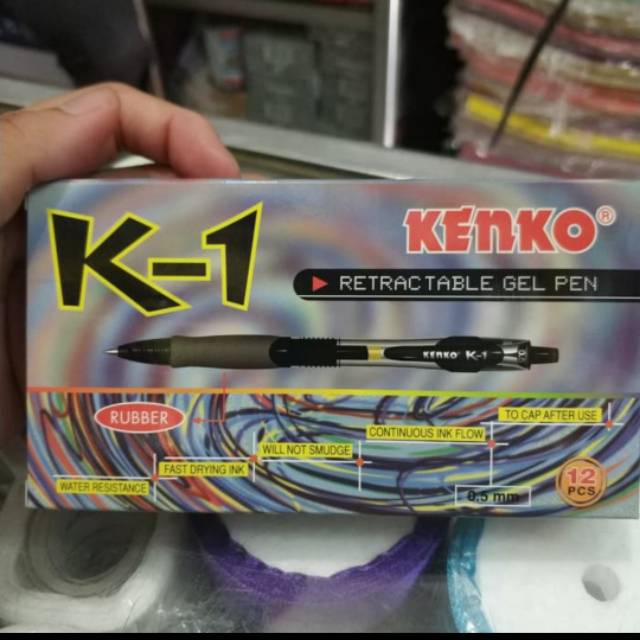 K-1
KENKO®
RETRACTABLE GEL PEN
KENKO K-1
RUBBER
TO CAP AFTER USE
CONTINUOUS INK FLOW
WILL NOT SMUDGE
FAST DRYING INK
WATER RESISTANCE
0.5 mm
12
PCS